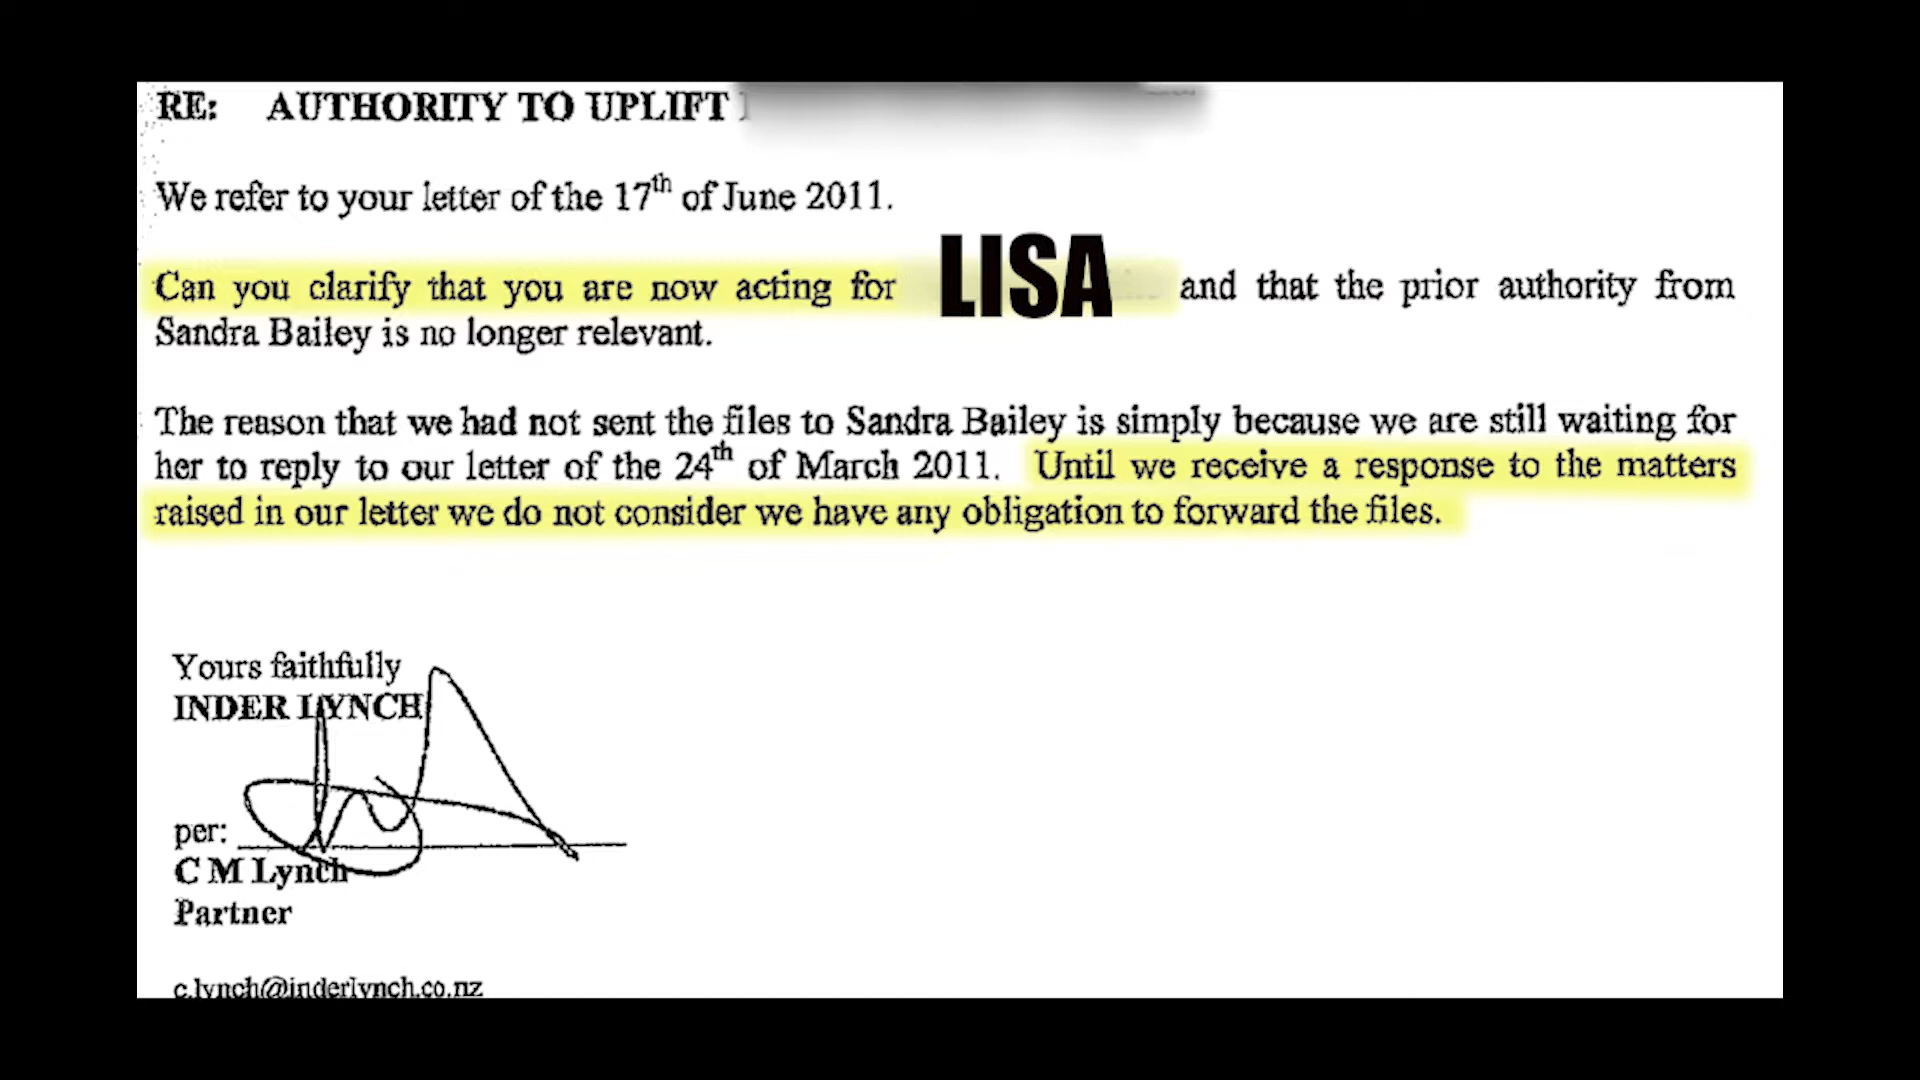 RE: AUTHORITY TO UPLIFT
We refer to your letter of the 17th of June 2011.
Can you clarify that you are now acting for LISA and that the prior authority from
Sandra Bailey is no longer relevant.
The reason that we had not sent the files to Sandra Bailey is simply because we are still waiting for
her to reply to our letter of the 24th of March 2011. Until we receive a response to the matters
raised in our letter we do not consider we have any obligation to forward the files.
Yours faithfully
INDER LYNCH
per:
C M Lynch
Partner
c.lynch@inderlynch.co.nz